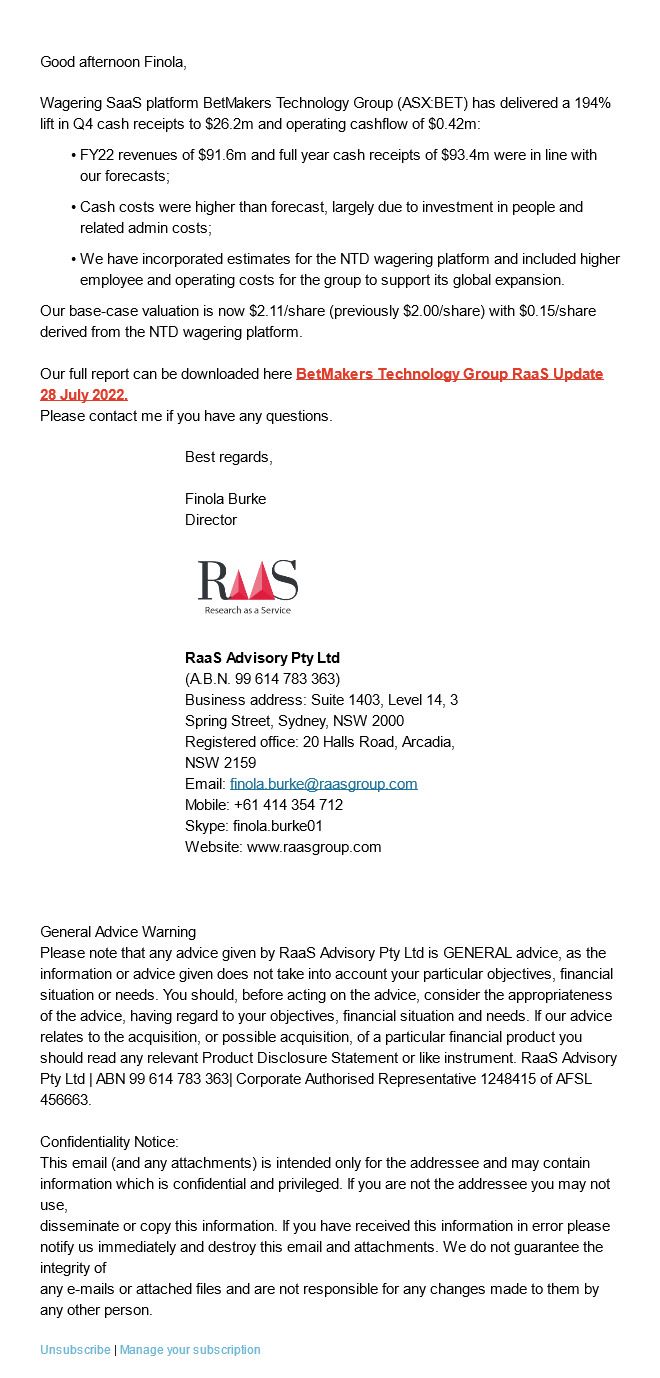 Good afternoon Finola,
Wagering SaaS platform BetMakers Technology Group (ASX:BET) has delivered a 194%
lift in Q4 cash receipts to $26.2m and operating cashflow of $0.42m:
• FY22 revenues of $91.6m and full year cash receipts of $93.4m were in line with
our forecasts;
• Cash costs were higher than forecast, largely due to investment in people and
related admin costs;
• We have incorporated estimates for the NTD wagering platform and included higher
employee and operating costs for the group to support its global expansion.
Our base-case valuation is now $2.11/share (previously $2.00/share) with $0.15/share
derived from the NTD wagering platform.
Our full report can be downloaded here BetMakers Technology Group RaaS Update
28 July 2022.
Please contact me if you have any questions.
Best regards,
Finola Burke
Director
RAAS
Research as a Service
RaaS Advisory Pty Ltd
(A.B.N. 99 614 783 363)
Business address: Suite 1403, Level 14, 3
Spring Street, Sydney, NSW 2000
Registered office: 20 Halls Road, Arcadia,
NSW 2159
Email: finola.burke@raasgroup.com
Mobile: +61 414 354 712
Skype: finola.burke01
Website: www.raasgroup.com
General Advice Warning
Please note that any advice given by RaaS Advisory Pty Ltd is GENERAL advice, as the
information or advice given does not take into account your particular objectives, financial
situation or needs. You should, before acting on the advice, consider the appropriateness
of the advice, having regard to your objectives, financial situation and needs. If our advice
relates to the acquisition, or possible acquisition, of a particular financial product you
should read any relevant Product Disclosure Statement or like instrument. RaaS Advisory
Pty Ltd | ABN 99 614 783 363| Corporate Authorised Representative 1248415 of AFSL
456663.
Confidentiality Notice:
This email (and any attachments) is intended only for the addressee and may contain
information which is confidential and privileged. If you are not the addressee you may not
use,
disseminate or copy this information. If you have received this information in error please
notify us immediately and destroy this email and attachments. We do not guarantee the
integrity of
any e-mails or attached files and are not responsible for any changes made to them by
any other person.
Unsubscribe | Manage your subscription